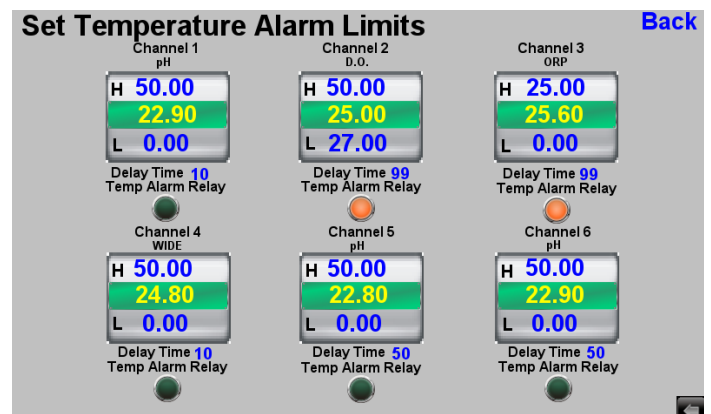 Set Temperature Alarm Limits Back
Channel 1 Channel 2 Channel 3
pH D.O. ORP
H 50.00 H 50.00 H 25.00
22.90 25.00 25.60
L 0.00 L 27.00 L 0.00
Delay Time 10 Delay Time 99 Delay Time 99
Temp Alarm Relay Temp Alarm Relay Temp Alarm Relay
Channel 4 Channel 5 Channel 6
WIDE pH pH
H 50.00 H 50.00 H 50.00
24.80 22.80 22.90
L 0.00 L 0.00 L 0.00
Delay Time 10 Delay Time 50 Delay Time 50
Temp Alarm Relay Temp Alarm Relay Temp Alarm Relay